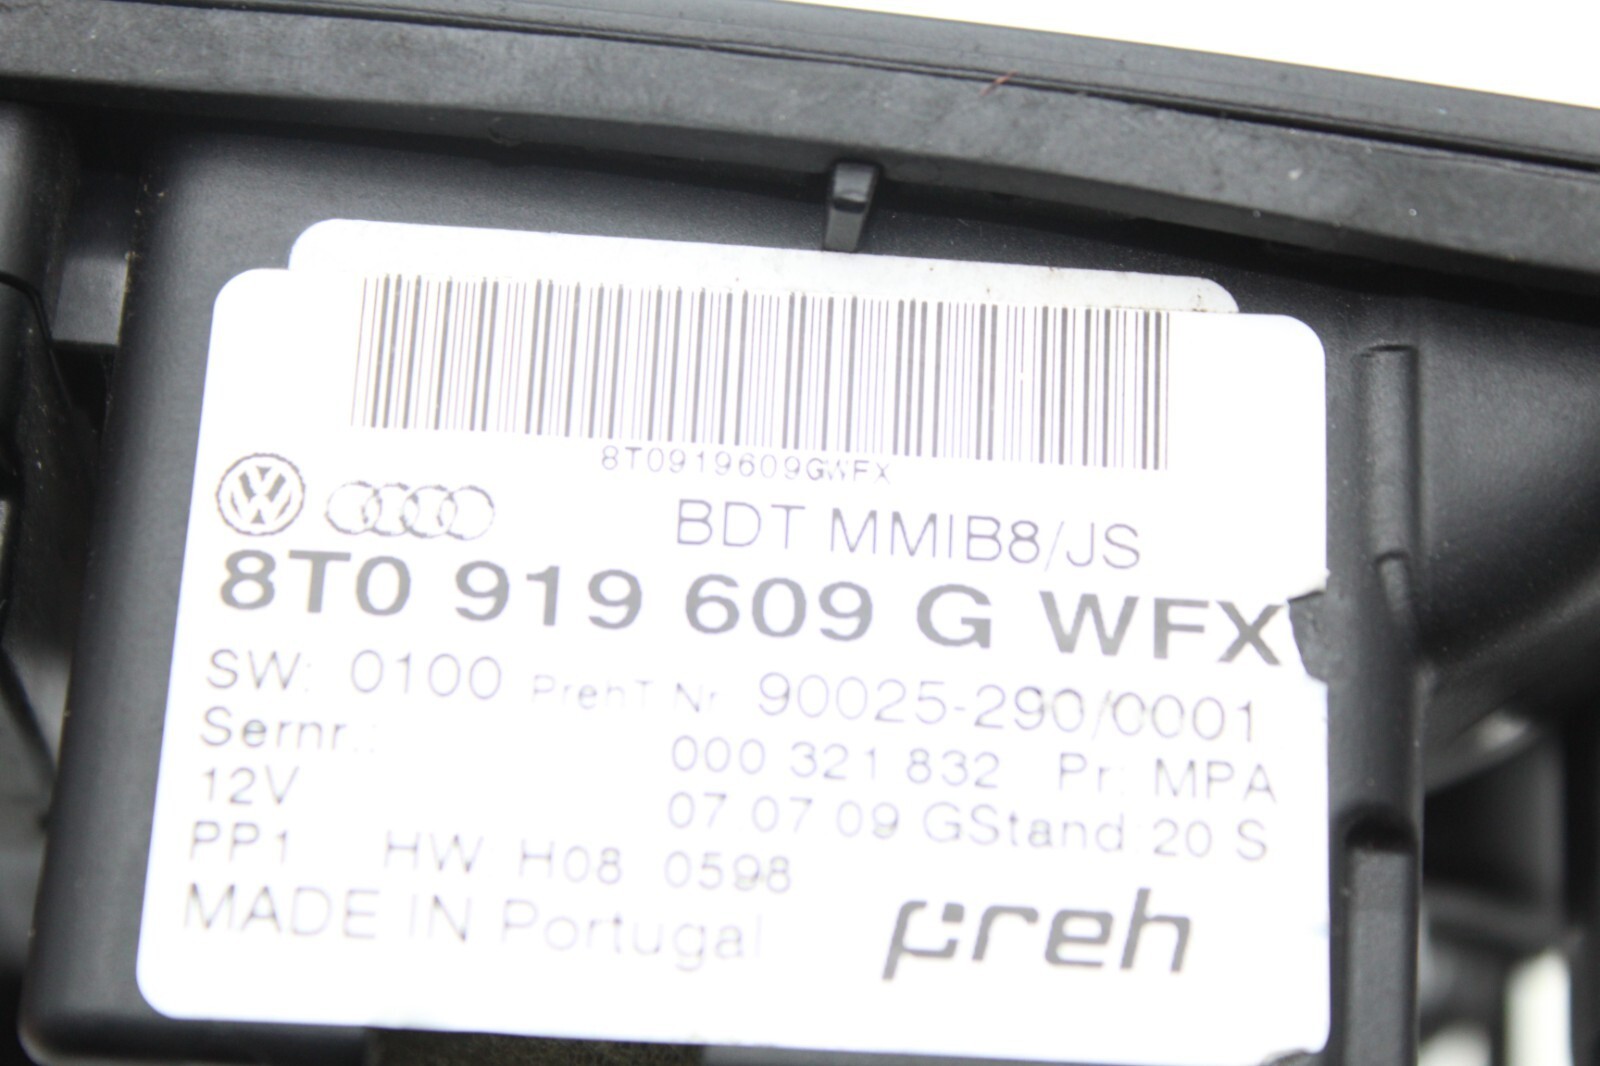 8T0919609GWFX
BDT MMIB8/JS
8T0 919 609 G WFX
SW: 0100 PrehT.Nr. 90025-290/0001
Sernr.: 000 321 832 Pr: MPA
12V 07.07.09 GStand:20 S
PP1 HW H08 0598
MADE IN Portugal
preh